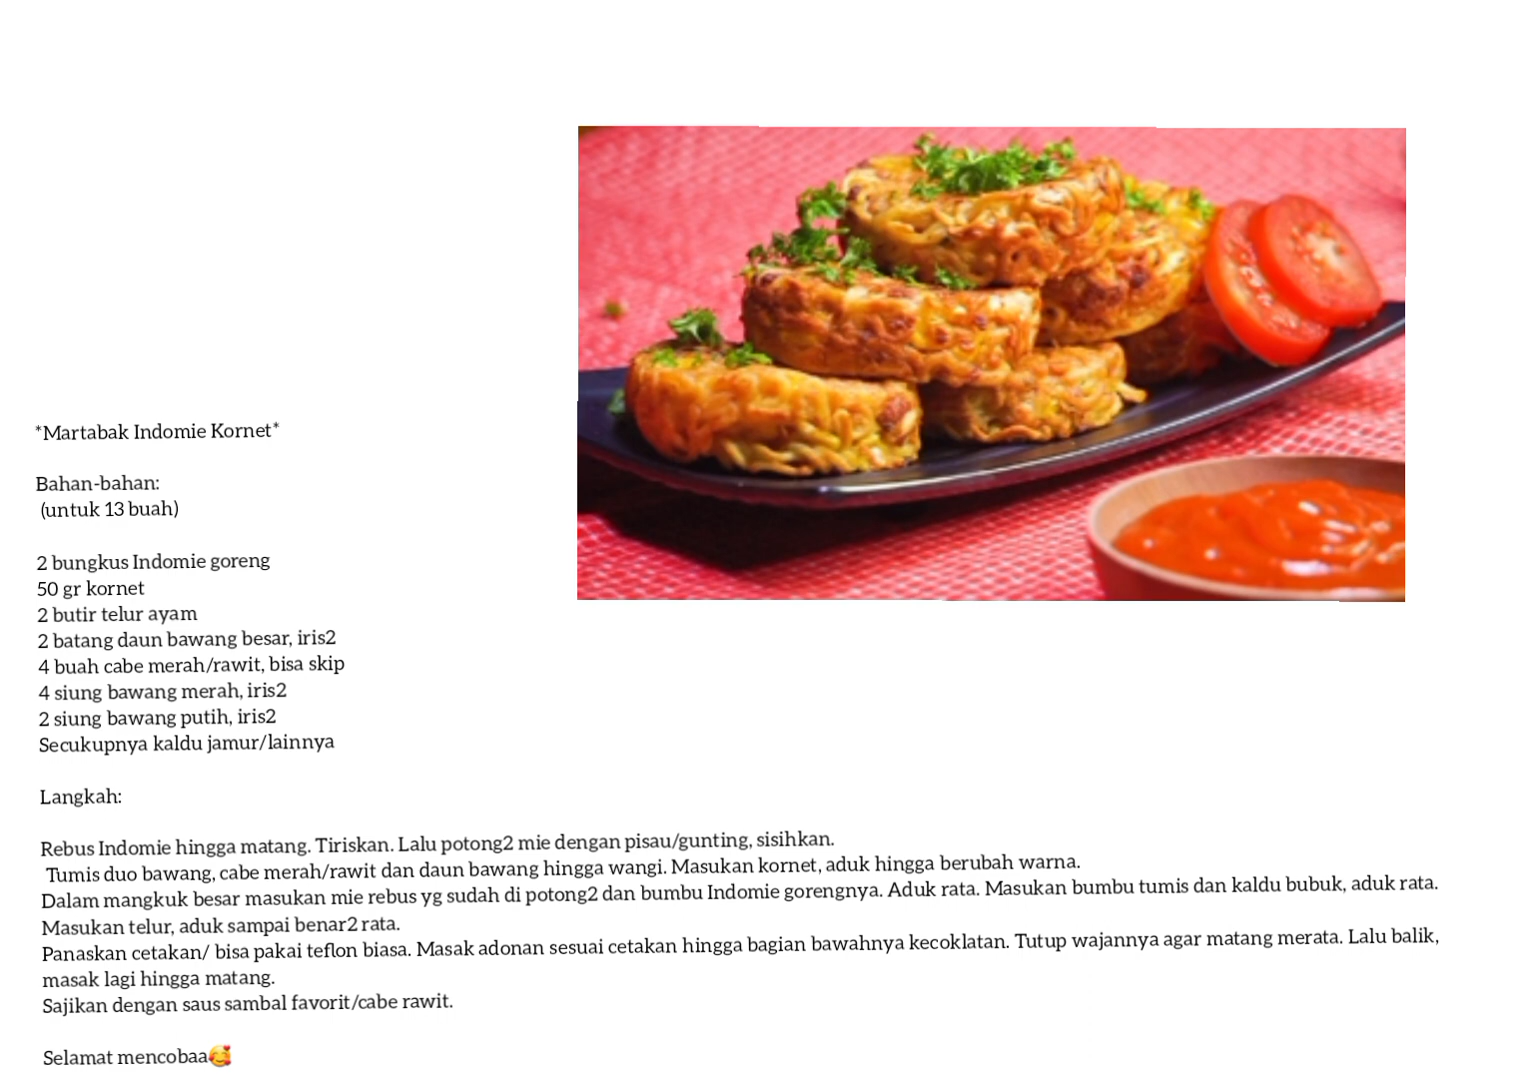 *Martabak Indomie Kornet*
Bahan-bahan:
(untuk 13 buah)
2 bungkus Indomie goreng
50 gr kornet
2 butir telur ayam
2 batang daun bawang besar, iris2
4 buah cabe merah/rawit, bisa skip
4 siung bawang merah, iris2
2 siung bawang putih, iris2
Secukupnya kaldu jamur/lainnya
Langkah:
Rebus Indomie hingga matang. Tiriskan. Lalu potong2 mie dengan pisau/gunting, sisihkan.
Tumis duo bawang, cabe merah/rawit dan daun bawang hingga wangi. Masukan kornet, aduk hingga berubah warna.
Dalam mangkuk besar masukan mie rebus yg sudah di potong2 dan bumbu Indomie gorengnya. Aduk rata. Masukan bumbu tumis dan kaldu bubuk, aduk rata.
Masukan telur, aduk sampai benar2 rata.
Panaskan cetakan/ bisa pakai teflon biasa. Masak adonan sesuai cetakan hingga bagian bawahnya kecoklatan. Tutup wajannya agar matang merata. Lalu balik,
masak lagi hingga matang.
Sajikan dengan saus sambal favorit/cabe rawit.
Selamat mencobaa🥰